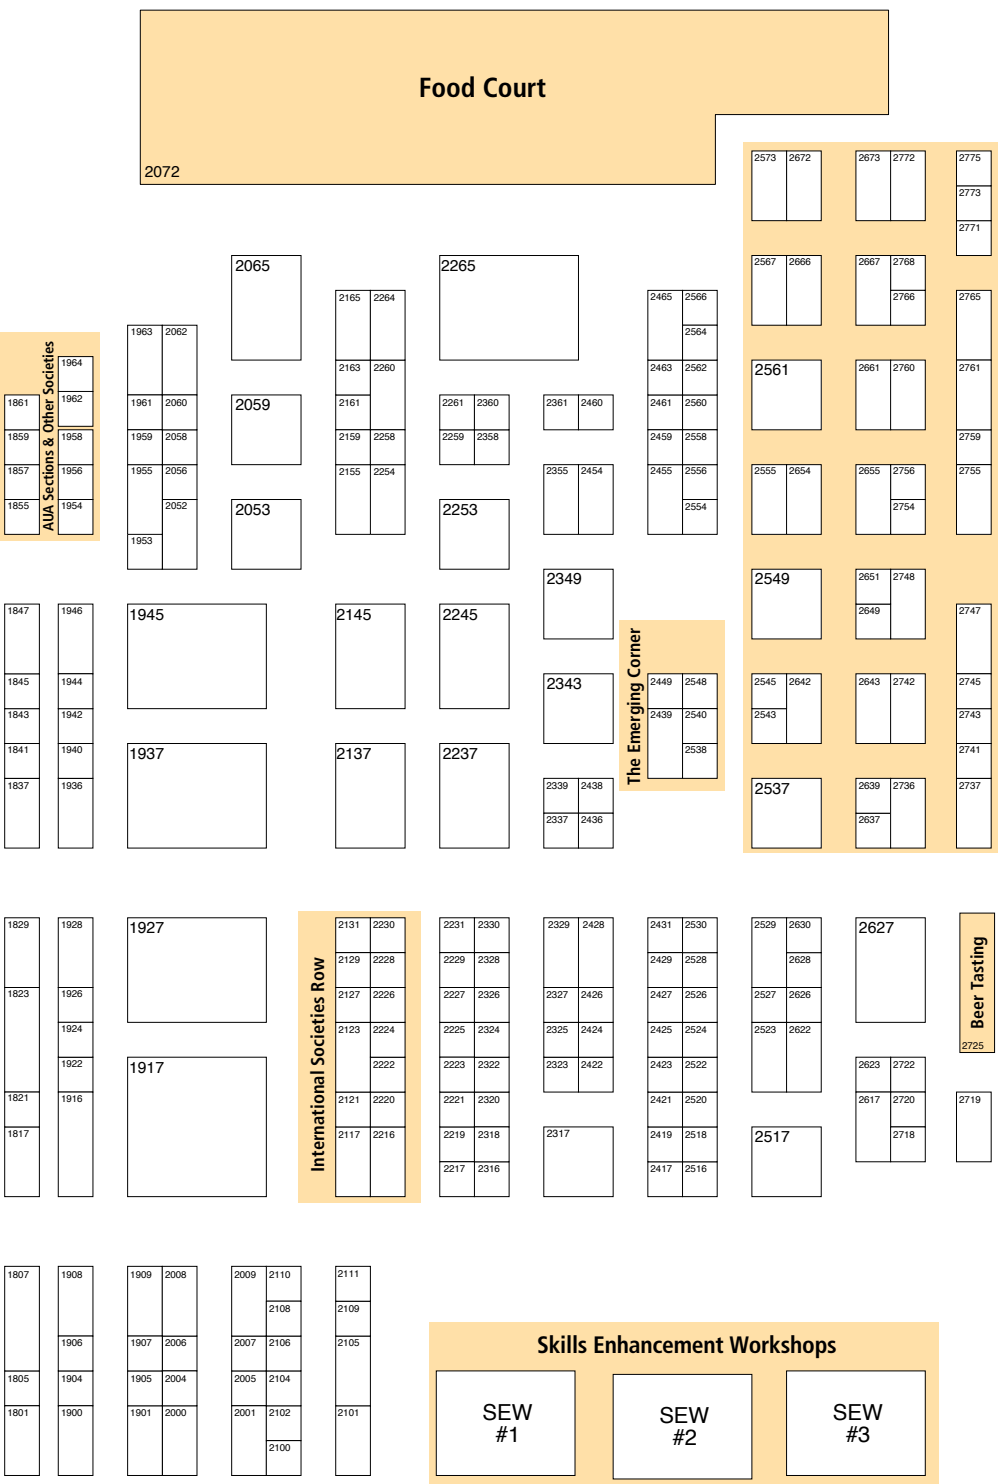 Food Court
2072
2573 2672 2673 2772 2775
2773
2771
2065 2265 2567 2666 2667 2768
2165 2264 2465 2566 2766 2765
1963 2062 2564
AUA Sections & Other Societies
1964 2163 2260 2463 2562 2561 2661 2760 2761
1861 1962 1961 2060 2059 2161 2261 2360 2361 2460 2461 2560
1859 1958 1959 2058 2159 2258 2259 2358 2459 2558 2759
1857 1956 1955 2056 2155 2254 2355 2454 2455 2556 2555 2654 2655 2756 2755
1855 1954 2052 2053 2253 2554 2754
1953
2349 2549 2651 2748
1847 1946 1945 2145 2245 2649 2747
The Emerging Corner
1845 1944 2343 2449 2548 2545 2642 2643 2742 2745
1843 1942 2439 2540 2543 2743
1841 1940 1937 2137 2237 2538 2741
1837 1936 2339 2438 2537 2639 2736 2737
2337 2436 2637
1829 1928 1927 2131 2230 2231 2330 2329 2428 2431 2530 2529 2630 2627
Beer Tasting
2725
International Societies Row
2129 2228 2229 2328 2429 2528 2628
1823 1926 2127 2226 2227 2326 2327 2426 2427 2526 2527 2626
1924 2123 2224 2225 2324 2325 2424 2425 2524 2523 2622
1922 1917 2222 2223 2322 2323 2422 2423 2522 2623 2722
1821 1916 2121 2220 2221 2320 2421 2520 2617 2720 2719
1817 2117 2216 2219 2318 2317 2419 2518 2517 2718
2217 2316 2417 2516
1807 1908 1909 2008 2009 2110 2111
2108 2109
1906 1907 2006 2007 2106 2105
1805 1904 1905 2004 2005 2104
1801 1900 1901 2000 2001 2102 2101
2100
Skills Enhancement Workshops
SEW
#1
SEW
#2
SEW
#3